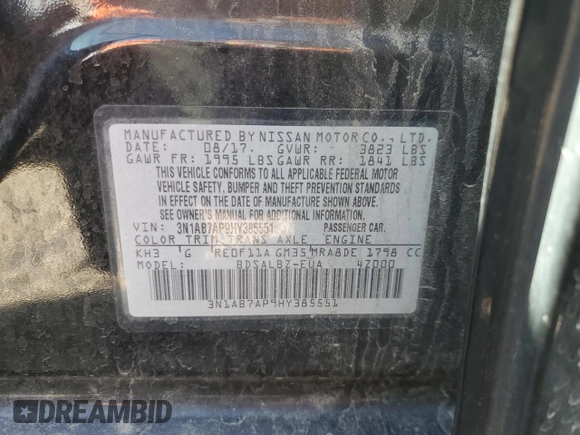 MANUFACTURED BY NISSAN MOTOR CO., LTD.
DATE: 08/17. GVWR: 3823 LBS
GAWR FR: 1995 LBS GAWR RR: 1841 LBS
THIS VEHICLE CONFORMS TO ALL APPLICABLE FEDERAL MOTOR
VEHICLE SAFETY, BUMPER AND THEFT PREVENTION STANDARDS
IN EFFECT ON THE DATE OF MANUFACTURE SHOWN ABOVE.
SEE OWNER'S MANUAL FOR ADDITIONAL INFORMATION.
VIN: 3N1AB7AP9HY385551 PASSENGER CAR.
COLOR TRIM TRANS AXLE ENGINE
KH3 G RE0F11A GM35 MRA8DE 1798 CC
MODEL: BDSALBZ-EUA 4Z000
3N1AB7AP9HY385551
DREAMBID